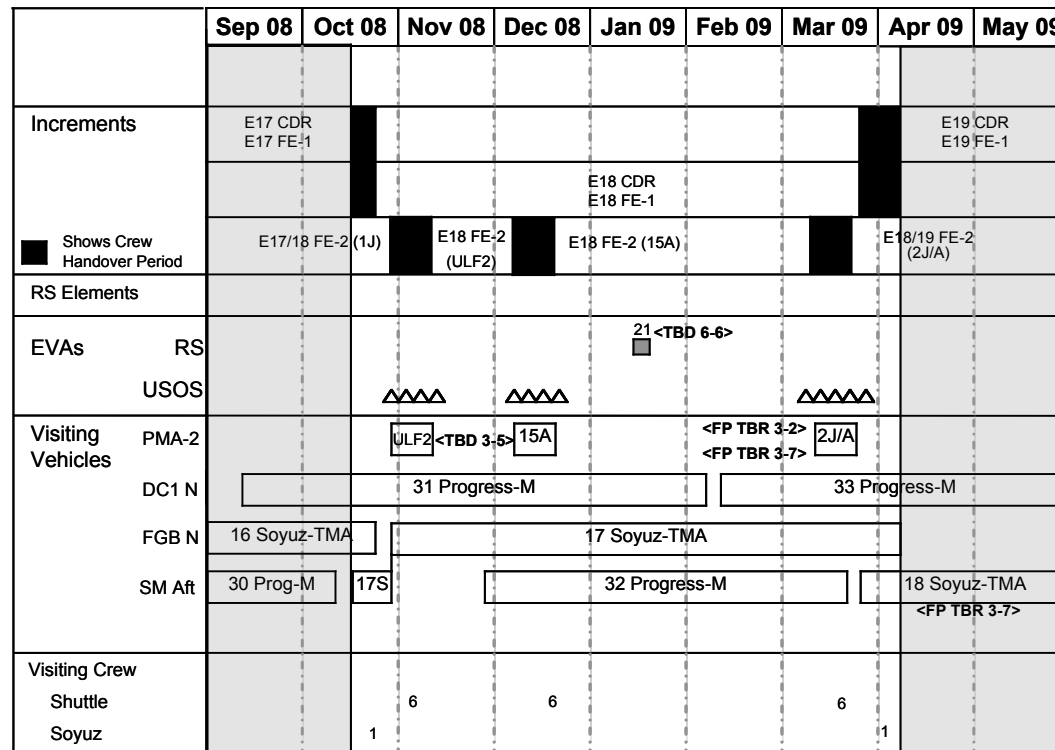 Sep 08 Oct 08 Nov 08 Dec 08 Jan 09 Feb 09 Mar 09 Apr 09 May 09
Increments
E17 CDR
E17 FE-1
E19 CDR
E19 FE-1
E18 CDR
E18 FE-1
Shows Crew
Handover Period
E17/18 FE-2 (1J)
E18 FE-2
(ULF2)
E18 FE-2 (15A)
E18/19 FE-2
(2J/A)
RS Elements
EVAs RS
21 <TBD 6-6>
USOS
Visiting
Vehicles
PMA-2
ULF2 <TBD 3-5> 15A
<FP TBR 3-2>
<FP TBR 3-7>
2J/A
DC1 N 31 Progress-M 33 Progress-M
FGB N 16 Soyuz-TMA 17 Soyuz-TMA
SM Aft 30 Prog-M 17S 32 Progress-M 18 Soyuz-TMA
<FP TBR 3-7>
Visiting Crew
Shuttle 6 6 6
Soyuz 1 1